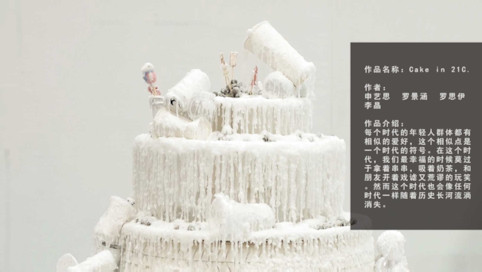 作品名称：Cake in 21C.
作者：
申艺思 罗景涵 罗思伊
李晶
作品介绍：
每个时代的年轻人群体都有
相似的爱好。这个相似点是
一个时代的符号。在这个时
代，我们最幸福的时候莫过
于拿着串串，吸着奶茶，和
朋友开着戏谑又荒谬的玩笑
。然而这个时代也会像任何
时代一样随着历史长河流淌
消失。